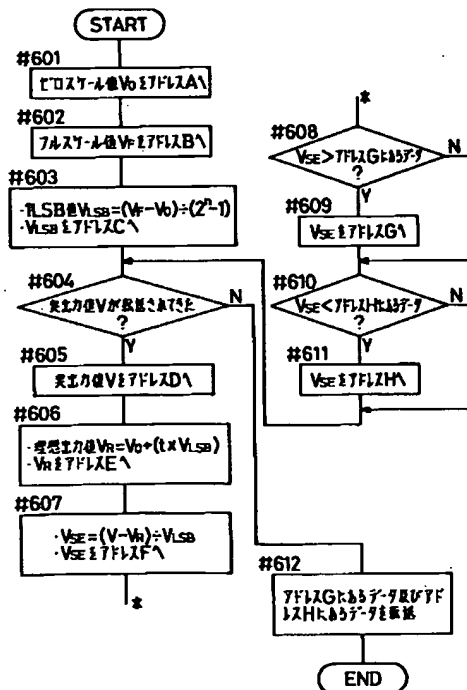 START
#601
ゼロスケール値V0をアドレスAへ
#602
フルスケール値VFをアドレスBへ
#603
・1LSB値VLSB=(VF−V0)÷(2ⁿ−1)
・VLSBをアドレスCへ
#604
実出力値Vが転送されてきた
?
N
Y
#605
実出力値VをアドレスDへ
#606
・理想出力値VR=V0+(t×VLSB)
・VRをアドレスEへ
#607
・VSE=(V−VR)÷VLSB
・VSEをアドレスFへ
*
*
#608
VSE>アドレスGにあるデータ
?
N
Y
#609
VSEをアドレスGへ
#610
VSE<アドレスHにあるデータ
?
N
Y
#611
VSEをアドレスHへ
#612
アドレスGにあるデータ及びアド
レスHにあるデータを転送
END